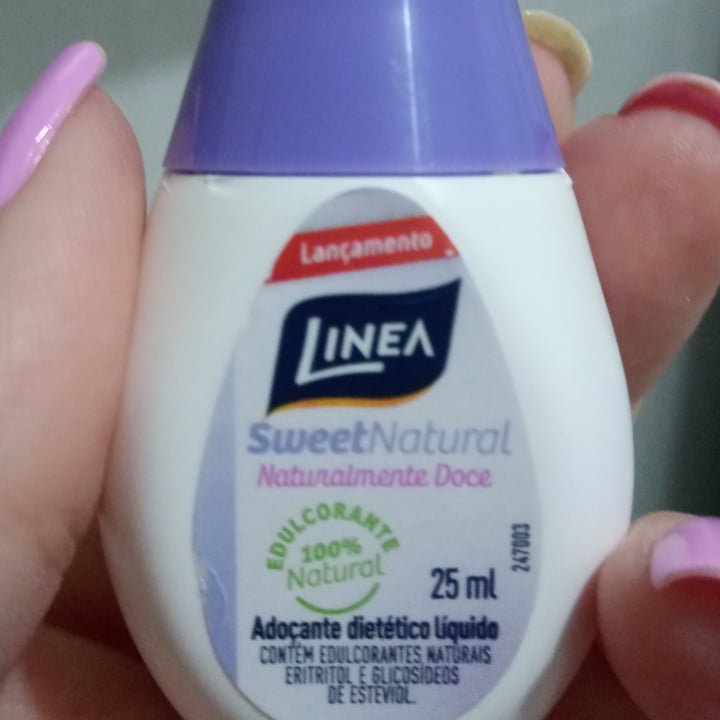 Lançamento
LINEA
SweetNatural
Naturalmente Doce
EDULCORANTE
100%
Natural
25 ml
247003
Adoçante dietético líquido
CONTÉM EDULCORANTES NATURAIS
ERITRITOL E GLICOSÍDEOS
DE ESTEVIOL.